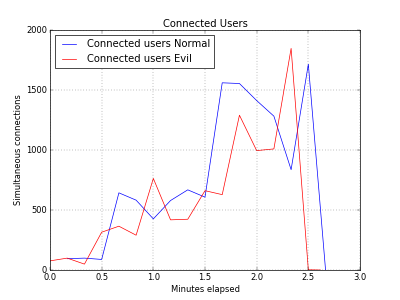 Connected Users
2000
1500
1000
500
0
Simultaneous connections
Connected users Normal
Connected users Evil
0.0 0.5 1.0 1.5 2.0 2.5 3.0
Minutes elapsed